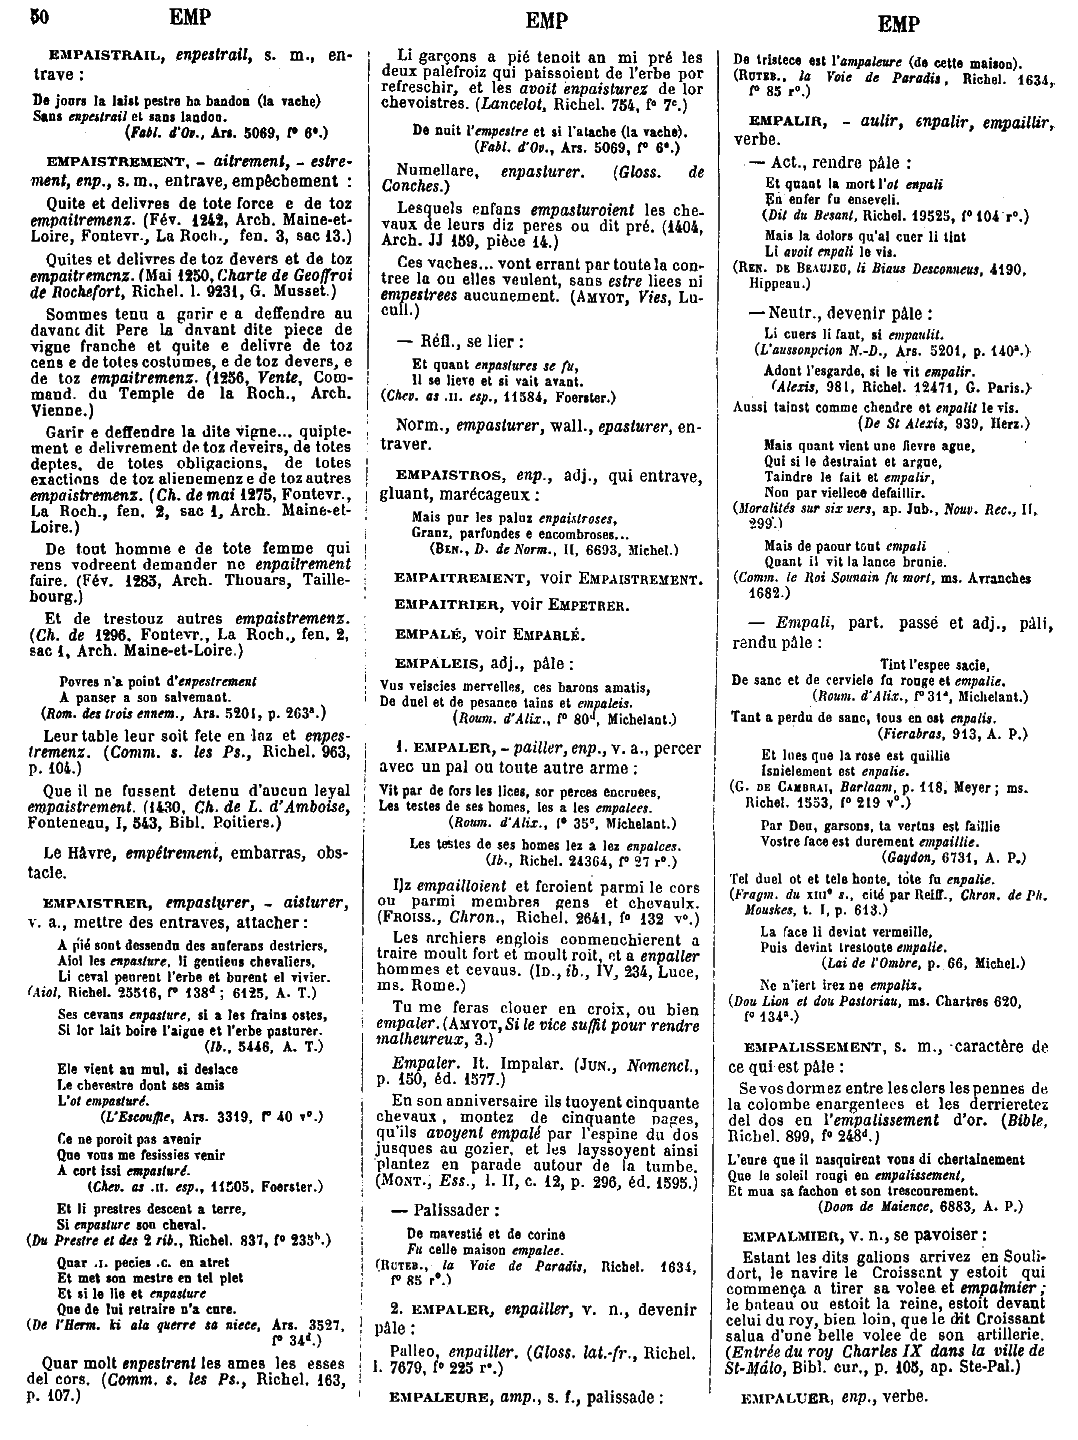 50 EMP EMP EMP
EMPAISTRAIL, enpestrail, s. m., en-
trave :
De jours la laist pestre ha bandon (la vache)
Sans enpestrail et sans landon.
(Fabl. d'Ov., Ars. 5069, f° 6ª.)
EMPAISTREMENT, - aitrement, - estre-
ment, enp., s. m., entrave, empêchement :
Quite et delivres de tote force e de toz
empaitremenz. (Fév. 1242, Arch. Maine-et-
Loire, Fontevr., La Roch., fen. 3, sac 13.)
Quites et delivres de toz devers et de toz
empaitremenz. (Mai 1250, Charte de Geoffroi
de Rochefort, Richel. l. 9231, G. Musset.)
Sommes tenu a garir e a deffendre au
davant dit Pere la davant dite piece de
vigne franche et quite e delivre de toz
cens e de totes costumes, e de toz devers, e
de toz empaitremenz. (1256, Vente, Com-
mand. du Temple de la Roch., Arch.
Vienne.)
Garir e deffendre la dite vigne... quipte-
ment e delivrement de toz deveirs, de totes
deptes, de totes obligacions, de totes
exactions de toz alienemenz e de toz autres
empaistremenz. (Ch. de mai 1275, Fontevr.,
La Roch., fen. 2, sac 1, Arch. Maine-et-
Loire.)
De tout homme e de tote femme qui
rens vodreent demander ne enpaitrement
faire. (Fév. 1285, Arch. Thouars, Taille-
bourg.)
Et de trestouz autres empaistremenz.
(Ch. de 1296, Fontevr., La Roch., fen. 2,
sac 1, Arch. Maine-et-Loire.)
Povres n'a point d'enpestrement
A panser a son salvemant.
(Rom. des trois ennem., Ars. 5201, p. 263ª.)
Leur table leur soit fete en laz et enpes-
tremenz. (Comm. s. les Ps., Richel. 963,
p. 104.)
Que il ne fussent detenu d'aucun leyal
empaistrement. (1430, Ch. de L. d'Amboise,
Fonteneau, I, 543, Bibl. Poitiers.)
Le Hâvre, empêtrement, embarras, obs-
tacle.
EMPAISTRER, empasturer, - aisturer,
v. a., mettre des entraves, attacher :
A pié sont dessendu des auferans destriers,
Aiol les enpasture, li gentieus chevaliers,
Li ceval peurent l'erbe et burent el vivier.
(Aiol, Richel. 25516, f° 138ᵈ ; 6125, A. T.)
Ses cevans enpasture, si a les frains ostes,
Si lor lait boire l'aigue et l'erbe pasturer.
(Ib., 5446, A. T.)
Ele vient au mul, si deslace
Le chevestre dont ses amis
L'ot empasturé.
(L'Escoufle, Ars. 3319, f° 40 v°.)
Ce ne poroit pas avenir
Que vous me fesissies venir
A cort issi empasturé.
(Chev. as .II. esp., 11505, Foerster.)
Et li prestres descent a terre,
Si enpasture son cheval.
(Du Prestre et des 2 rib., Richel. 837, f° 235ᵇ.)
Quar .I. pecies .C. en atret
Et met son mestre en tel plet
Et si le lie et enpasture
Que de lui retraire n'a cure.
(De l'Herm. ki ala querre sa niece, Ars. 3527,
f° 34ᵈ.)
Quar molt enpestrent les ames les esses
del cors. (Comm. s. les Ps., Richel. 163,
p. 107.)
Li garçons a pié tenoit an mi pré les
deux palefroiz qui paissoient de l'erbe por
refreschir, et les avoit enpaisturez de lor
chevoistres. (Lancelot, Richel. 754, f° 7ᶜ.)
De nuit l'empestre et si l'atache (la vache).
(Fabl. d'Ov., Ars. 5069, f° 6ª.)
Numellare, enpasturer. (Gloss. de
Conches.)
Lesquels enfans empasturoient les che-
vaux de leurs diz peres ou dit pré. (1404,
Arch. JJ 159, pièce 14.)
Ces vaches... vont errant par toute la con-
tree la ou elles veulent, sans estre liees ni
empestrees aucunement. (AMYOT, Vies, Lu-
cull.)
— Réfl., se lier :
Et quant enpastures se fu,
Il se lieve et si vait avant.
(Chev. as .II. esp., 11584, Foerster.)
Norm., empasturer, wall., epasturer, en-
traver.
EMPAISTROS, enp., adj., qui entrave,
gluant, marécageux :
Mais par les paluz enpaistroses,
Granz, parfundes e encombroses...
(BEN., D. de Norm., II, 6693, Michel.)
EMPAITREMENT, voir EMPAISTREMENT.
EMPAITRIER, voir EMPETRER.
EMPALÉ, voir EMPARLÉ.
EMPALEIS, adj., pâle :
Vus veiscies mervelles, ces barons amatis,
De duel et de pesance tains et empaleis.
(Roum. d'Alix., f° 80ᵈ, Michelant.)
1. EMPALER, - pailler, enp., v. a., percer
avec un pal ou toute autre arme :
Vit par de fors les lices, sor perces encruees,
Les testes de ses homes, les a les empalees.
(Roum. d'Alix., f° 35ᶜ, Michelant.)
Les testes de ses homes lez a lez enpalees.
(Ib., Richel. 24364, f° 27 r°.)
Ilz empailloient et feroient parmi le cors
ou parmi membres gens et chevaulx.
(FROISS., Chron., Richel. 2641, f° 132 v°.)
Les archiers englois conmenchierent a
traire moult fort et moult roit, et a enpaller
hommes et cevaus. (ID., ib., IV, 234, Luce,
ms. Rome.)
Tu me feras clouer en croix, ou bien
empaler. (AMYOT, Si le vice suffit pour rendre
malheureux, 3.)
Empaler. It. Impalar. (JUN., Nomencl.,
p. 150, éd. 1577.)
En son anniversaire ils tuoyent cinquante
chevaux, montez de cinquante pages,
qu'ils avoyent empalé par l'espine du dos
jusques au gozier, et les layssoyent ainsi
plantez en parade autour de la tumbe.
(MONT., Ess., l. II, c. 12, p. 296, éd. 1595.)
— Palissader :
De mavestié et de corine
Fu celle maison empalee.
(RUTEB., la Voie de Paradis, Richel. 1634,
f° 85 r°.)
2. EMPALER, enpailler, v. n., devenir
pâle :
Palleo, enpailler. (Gloss. lat.-fr., Richel.
l. 7679, f° 225 r°.)
EMPALEURE, amp., s. f., palissade :
De tristece est l'ampaleure (de cette maison).
(RUTEB., la Voie de Paradis, Richel. 1634,
f° 85 r°.)
EMPALIR, - aulir, enpalir, empaillir,
verbe.
— Act., rendre pâle :
Et quant la mort l'ot enpali
En enfer fu enseveli.
(Dit du Besant, Richel. 19525, f° 104 r°.)
Mais la dolors qu'al cuer li tint
Li avoit enpali le vis.
(REN. DE BEAUJEU, li Biaus Desconneus, 4190,
Hippeau.)
— Neutr., devenir pâle :
Li cuers li faut, si empaulit.
(L'aussonpcion N.-D., Ars. 5201, p. 140ª.)
Adont l'esgarde, si le vit empalir.
(Alexis, 981, Richel. 12471, G. Paris.)
Aussi tainst comme chendre et enpalit le vis.
(De St Alexis, 939, Herz.)
Mais quant vient une fievre ague,
Qui si le destraint et argue,
Taindre le fait et empalir,
Non par viellece defaillir.
(Moralités sur six vers, ap. Jub., Nouv. Rec., II,
299.)
Mais de paour tout empali
Quant il vit la lance brunie.
(Comm. le Roi Sounain fu mort, ms. Avranches
1682.)
— Empali, part. passé et adj., pâli,
rendu pâle :
Tint l'espee sacie,
De sanc et de cerviele fu rouge et empalie.
(Roum. d'Alix., f° 31ª, Michelant.)
Tant a perdu de sanc, tous en est enpalis.
(Fierabras, 913, A. P.)
Et lues que la rose est quillie
Isnielement est enpalie.
(G. DE CAMBRAI, Barlaam, p. 118, Meyer ; ms.
Richel. 1553, f° 219 v°.)
Par Deu, garsons, ta vertus est faillie
Vostre face est durement empaillie.
(Gaydon, 6731, A. P.)
Tel duel ot et tele honte, tote fu enpalie.
(Fragm. du XIIIᵉ s., cité par Reiff., Chron. de Ph.
Mouskes, t. I, p. 613.)
La face li devint vermeille,
Puis devint trestoute empalie.
(Lai de l'Ombre, p. 66, Michel.)
Ne n'iert irez ne empalis.
(Dou Lion et dou Pastoriau, ms. Chartres 620,
f° 134ª.)
EMPALISSEMENT, s. m., caractère de
ce qui est pâle :
Se vos dormez entre les clers les pennes de
la colombe enargentees et les derrieretez
del dos en l'empalissement d'or. (Bible,
Richel. 899, f° 248ᵈ.)
L'eure que il nasquirent vous di chertainement
Que le soleil rougi en empalissement,
Et mua sa fachon et son trescourement.
(Doon de Maience, 6883, A. P.)
EMPALMIER, v. n., se pavoiser :
Estant les dits galions arrivez en Souli-
dort, le navire le Croissant y estoit qui
commença a tirer sa volee et empalmier ;
le bateau ou estoit la reine, estoit devant
celui du roy, bien loin, que le dit Croissant
salua d'une belle volee de son artillerie.
(Entrée du roy Charles IX dans la ville de
St-Málo, Bibl. cur., p. 105, ap. Ste-Pal.)
EMPALUER, enp., verbe.